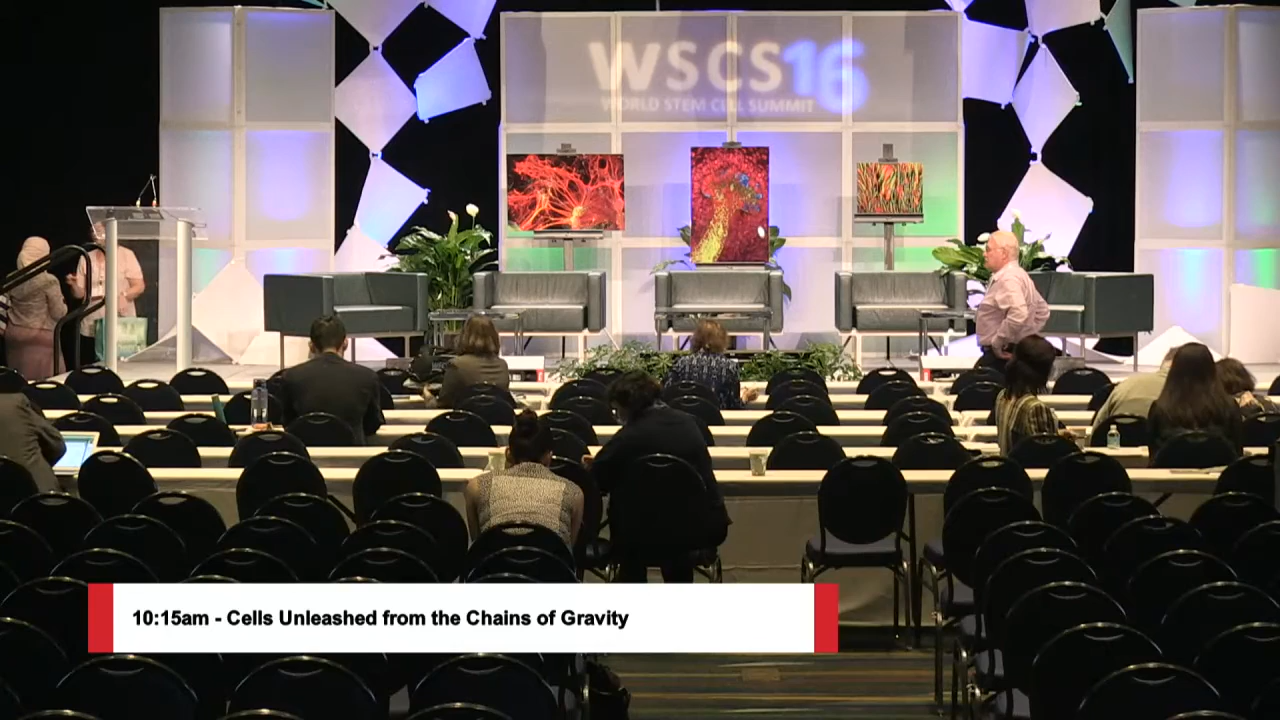 WSCS16
WORLD STEM CELL SUMMIT
10:15am - Cells Unleashed from the Chains of Gravity